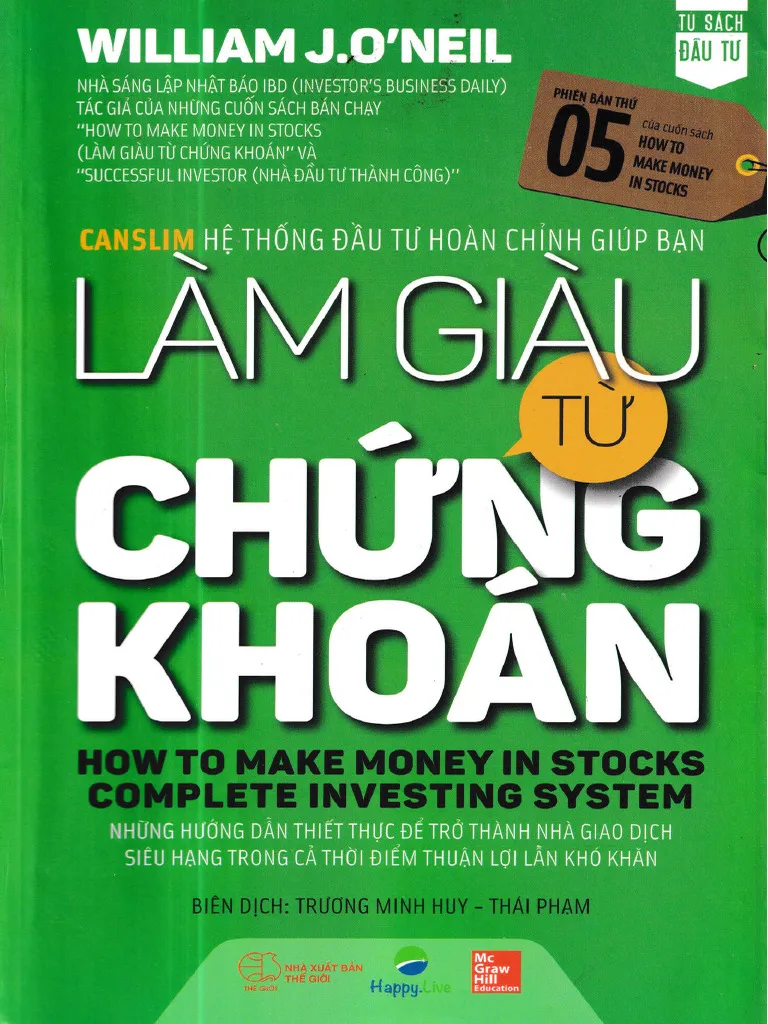 WILLIAM J.O'NEIL
TỦ SÁCH
ĐẦU TƯ
NHÀ SÁNG LẬP NHẬT BÁO IBD (INVESTOR'S BUSINESS DAILY)
TÁC GIẢ CỦA NHỮNG CUỐN SÁCH BÁN CHẠY
"HOW TO MAKE MONEY IN STOCKS
(LÀM GIÀU TỪ CHỨNG KHOÁN" VÀ
"SUCCESSFUL INVESTOR (NHÀ ĐẦU TƯ THÀNH CÔNG)"
PHIÊN BẢN THỨ
05
của cuốn sách
HOW TO
MAKE MONEY
IN STOCKS
CANSLIM HỆ THỐNG ĐẦU TƯ HOÀN CHỈNH GIÚP BẠN
LÀM GIÀU
TỪ
CHỨNG
KHOÁN
HOW TO MAKE MONEY IN STOCKS
COMPLETE INVESTING SYSTEM
NHỮNG HƯỚNG DẪN THIẾT THỰC ĐỂ TRỞ THÀNH NHÀ GIAO DỊCH
SIÊU HẠNG TRONG CẢ THỜI ĐIỂM THUẬN LỢI LẪN KHÓ KHĂN
BIÊN DỊCH: TRƯƠNG MINH HUY - THÁI PHẠM
THẾ GIỚI
NHÀ XUẤT BẢN
THẾ GIỚI
Happy.Live
Mc
Graw
Hill
Education